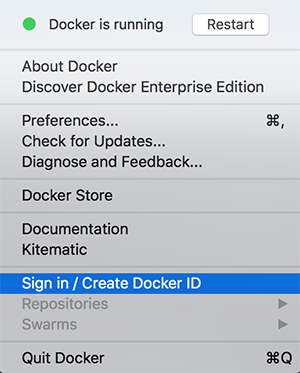 Docker is running Restart
About Docker
Discover Docker Enterprise Edition
Preferences... ⌘,
Check for Updates...
Diagnose and Feedback...
Docker Store
Documentation
Kitematic
Sign in / Create Docker ID
Repositories
Swarms
Quit Docker ⌘Q